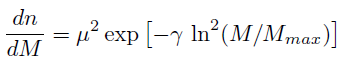 dn/dM = μ² exp [−γ ln²(M/M_max)]